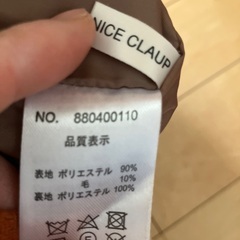 NICE CLAUP
NO. 880400110
品質表示
表地 ポリエステル 90%
毛 10%
裏地 ポリエステル 100%